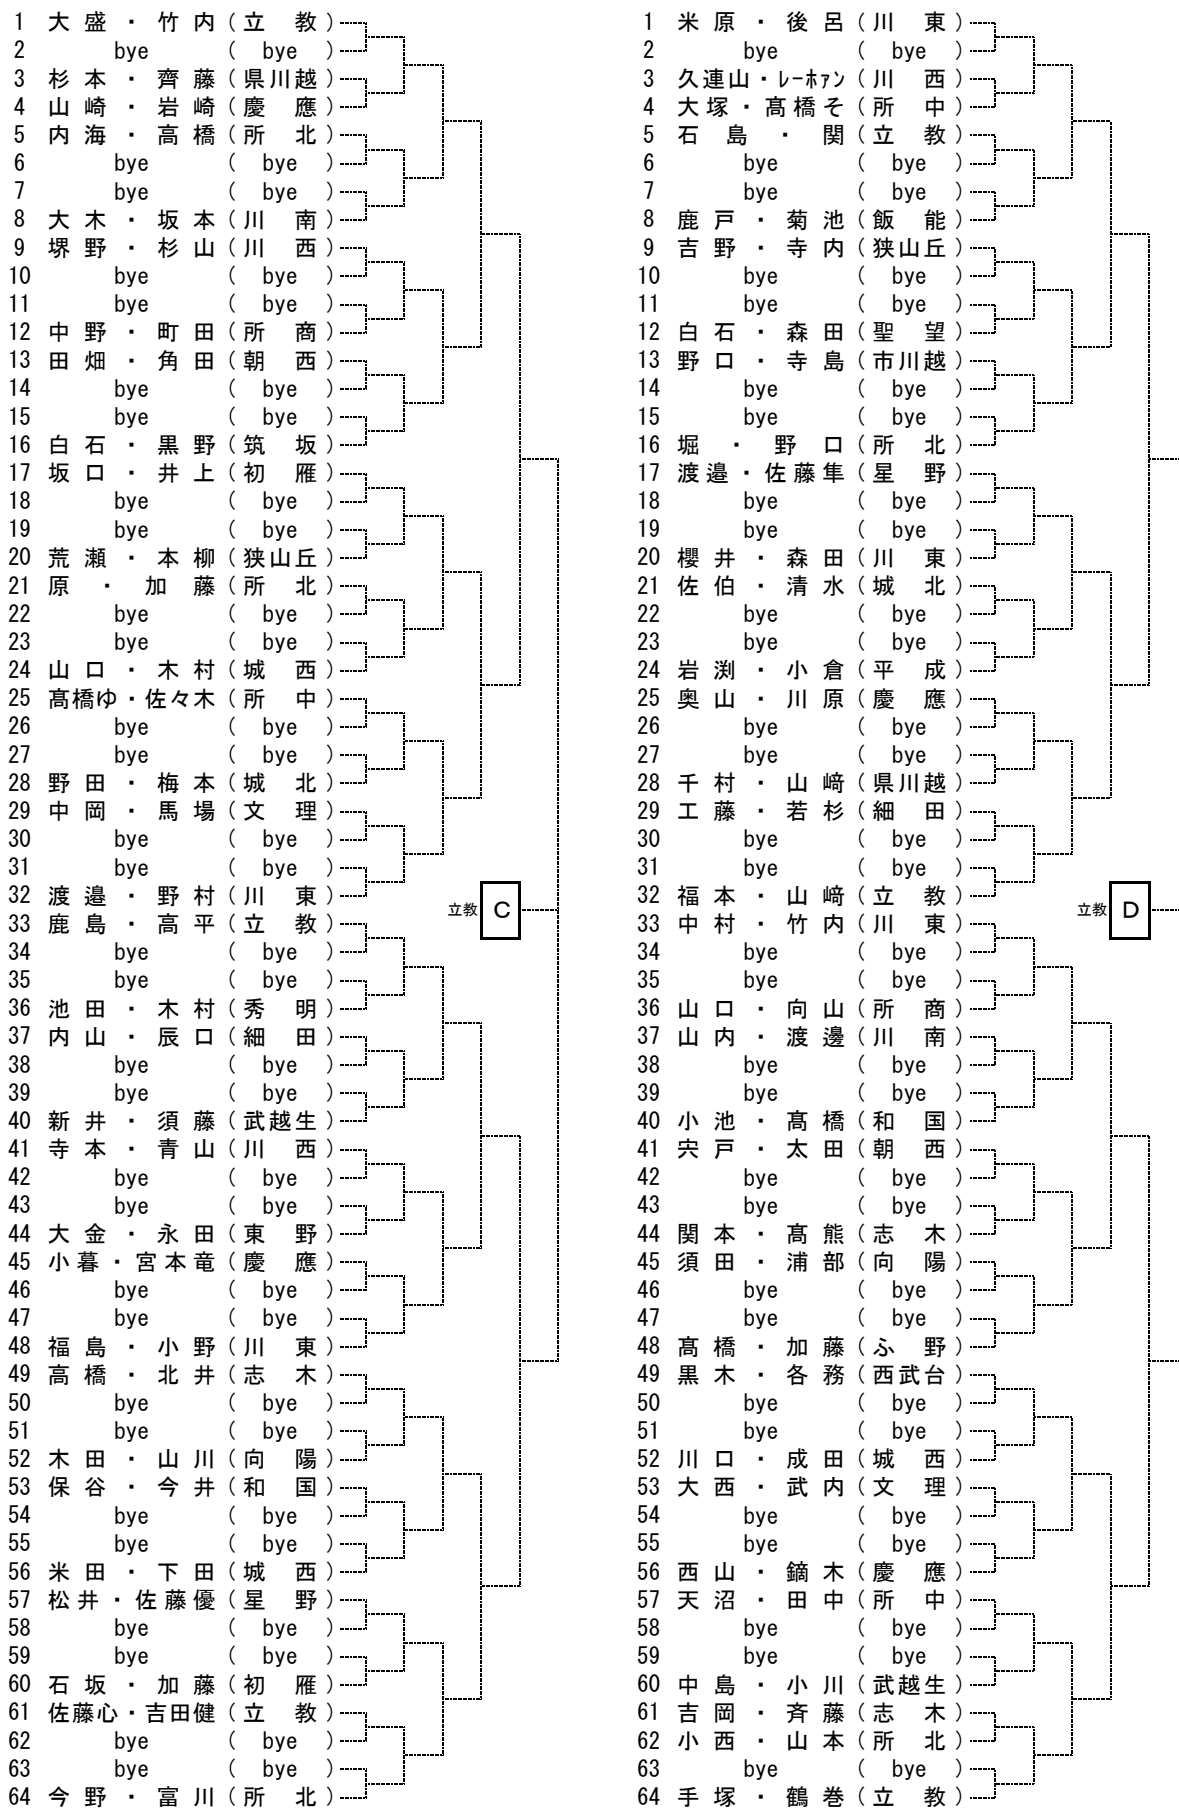 1 大盛・竹内（立教）
2 bye （bye）
3 杉本・齊藤（県川越）
4 山崎・岩崎（慶應）
5 内海・高橋（所北）
6 bye （bye）
7 bye （bye）
8 大木・坂本（川南）
9 堺野・杉山（川西）
10 bye （bye）
11 bye （bye）
12 中野・町田（所商）
13 田畑・角田（朝西）
14 bye （bye）
15 bye （bye）
16 白石・黒野（筑坂）
17 坂口・井上（初雁）
18 bye （bye）
19 bye （bye）
20 荒瀬・本柳（狭山丘）
21 原・加藤（所北）
22 bye （bye）
23 bye （bye）
24 山口・木村（城西）
25 髙橋ゆ・佐々木（所中）
26 bye （bye）
27 bye （bye）
28 野田・梅本（城北）
29 中岡・馬場（文理）
30 bye （bye）
31 bye （bye）
32 渡邉・野村（川東）
立教 C
33 鹿島・高平（立教）
34 bye （bye）
35 bye （bye）
36 池田・木村（秀明）
37 内山・辰口（細田）
38 bye （bye）
39 bye （bye）
40 新井・須藤（武越生）
41 寺本・青山（川西）
42 bye （bye）
43 bye （bye）
44 大金・永田（東野）
45 小暮・宮本竜（慶應）
46 bye （bye）
47 bye （bye）
48 福島・小野（川東）
49 高橋・北井（志木）
50 bye （bye）
51 bye （bye）
52 木田・山川（向陽）
53 保谷・今井（和国）
54 bye （bye）
55 bye （bye）
56 米田・下田（城西）
57 松井・佐藤優（星野）
58 bye （bye）
59 bye （bye）
60 石坂・加藤（初雁）
61 佐藤心・吉田健（立教）
62 bye （bye）
63 bye （bye）
64 今野・富川（所北）
1 米原・後呂（川東）
2 bye （bye）
3 久連山・ﾚｰﾎｧﾝ（川西）
4 大塚・髙橋そ（所中）
5 石島・関（立教）
6 bye （bye）
7 bye （bye）
8 鹿戸・菊池（飯能）
9 吉野・寺内（狭山丘）
10 bye （bye）
11 bye （bye）
12 白石・森田（聖望）
13 野口・寺島（市川越）
14 bye （bye）
15 bye （bye）
16 堀・野口（所北）
17 渡邉・佐藤隼（星野）
18 bye （bye）
19 bye （bye）
20 櫻井・森田（川東）
21 佐伯・清水（城北）
22 bye （bye）
23 bye （bye）
24 岩渕・小倉（平成）
25 奥山・川原（慶應）
26 bye （bye）
27 bye （bye）
28 千村・山﨑（県川越）
29 工藤・若杉（細田）
30 bye （bye）
31 bye （bye）
32 福本・山﨑（立教）
立教 D
33 中村・竹内（川東）
34 bye （bye）
35 bye （bye）
36 山口・向山（所商）
37 山内・渡邊（川南）
38 bye （bye）
39 bye （bye）
40 小池・髙橋（和国）
41 宍戸・太田（朝西）
42 bye （bye）
43 bye （bye）
44 関本・髙熊（志木）
45 須田・浦部（向陽）
46 bye （bye）
47 bye （bye）
48 髙橋・加藤（ふ野）
49 黒木・各務（西武台）
50 bye （bye）
51 bye （bye）
52 川口・成田（城西）
53 大西・武内（文理）
54 bye （bye）
55 bye （bye）
56 西山・鏑木（慶應）
57 天沼・田中（所中）
58 bye （bye）
59 bye （bye）
60 中島・小川（武越生）
61 吉岡・斉藤（志木）
62 小西・山本（所北）
63 bye （bye）
64 手塚・鶴巻（立教）